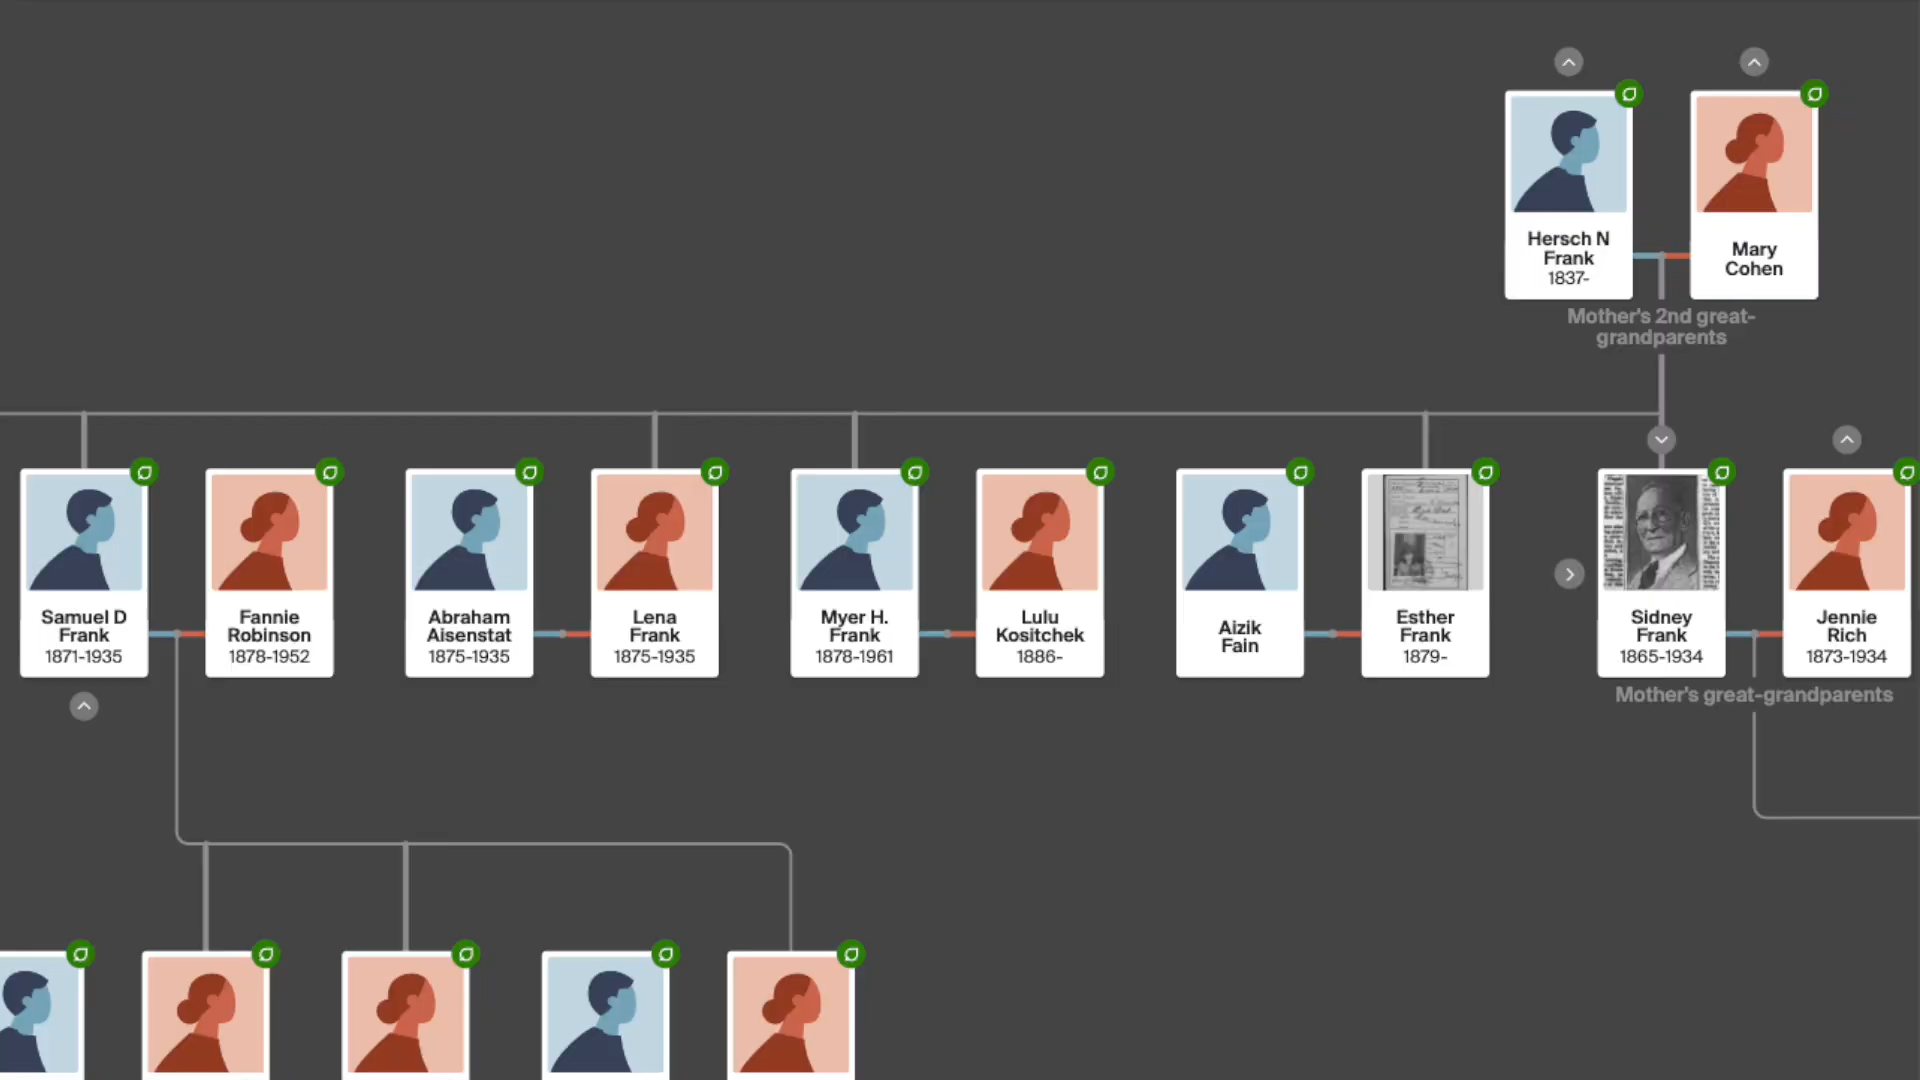 Hersch N
Frank
1837-
Mary
Cohen
Mother's 2nd great-
grandparents
Samuel D
Frank
1871-1935
Fannie
Robinson
1878-1952
Abraham
Aisenstat
1875-1935
Lena
Frank
1875-1935
Myer H.
Frank
1878-1961
Lulu
Kositchek
1886-
Aizik
Fain
Esther
Frank
1879-
Sidney
Frank
1865-1934
Jennie
Rich
1873-1934
Mother's great-grandparents